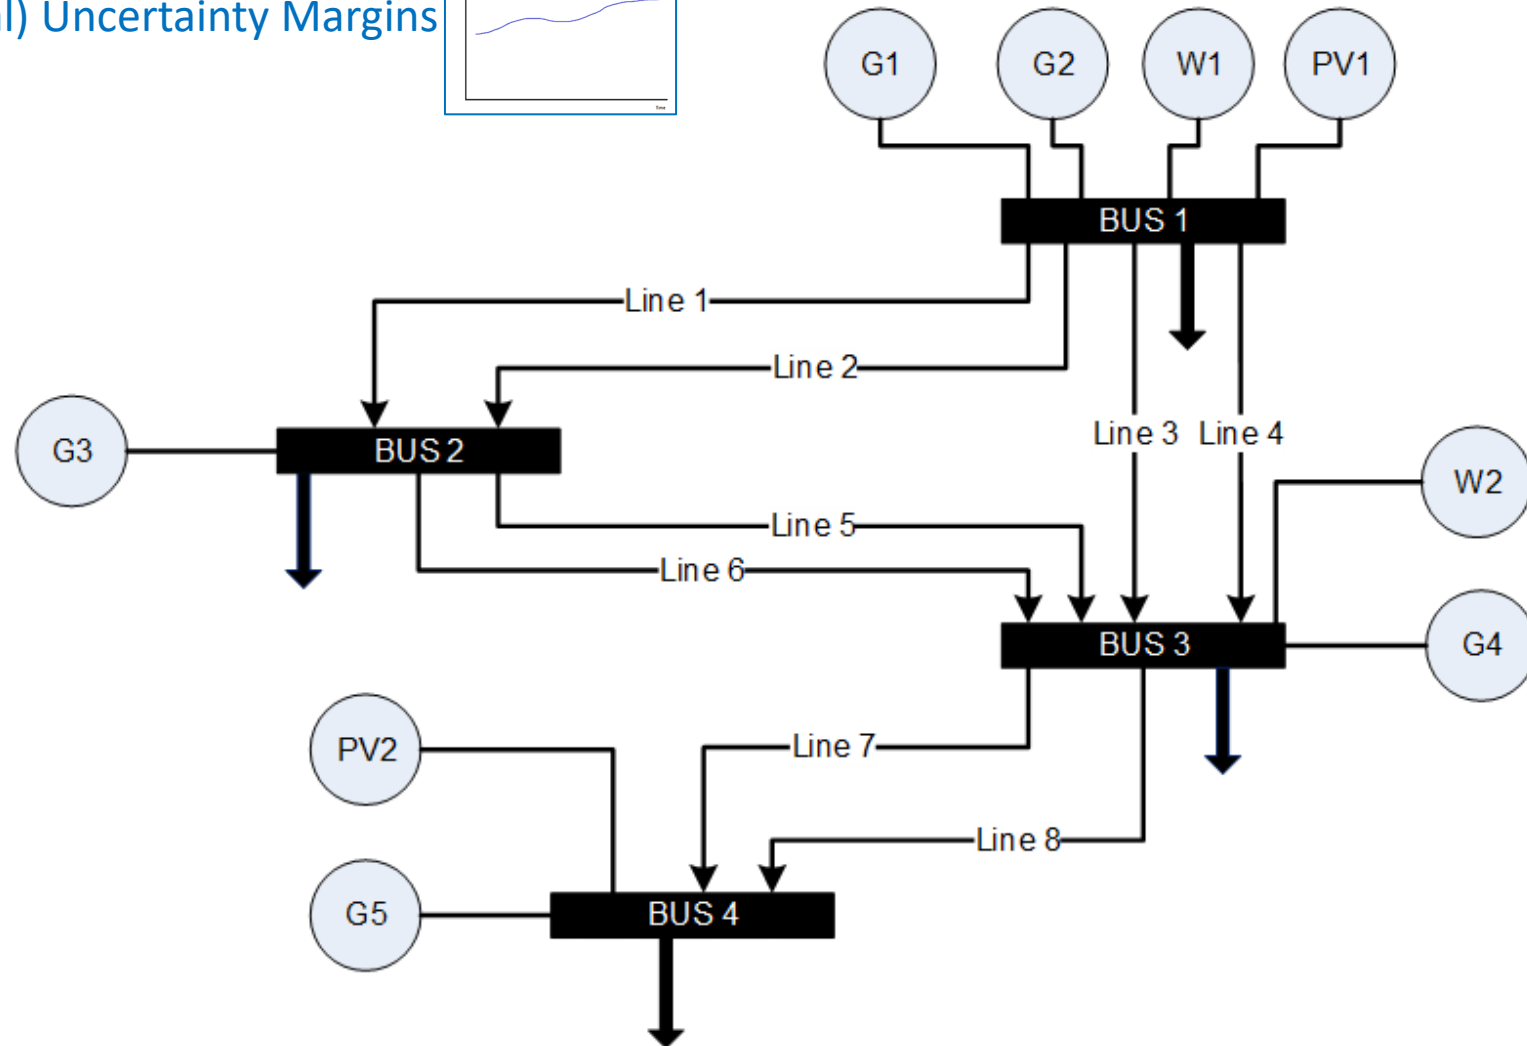 l) Uncertainty Margins
Time
G1
G2
W1
PV1
BUS 1
Line 1
Line 2
Line 3
Line 4
G3
BUS 2
W2
Line 5
Line 6
BUS 3
G4
PV2
Line 7
Line 8
G5
BUS 4